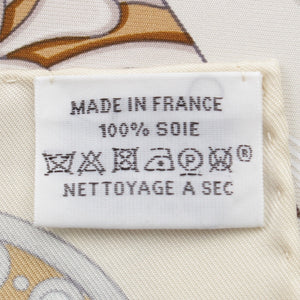 MADE IN FRANCE
100% SOIE
P ®
NETTOYAGE A SEC